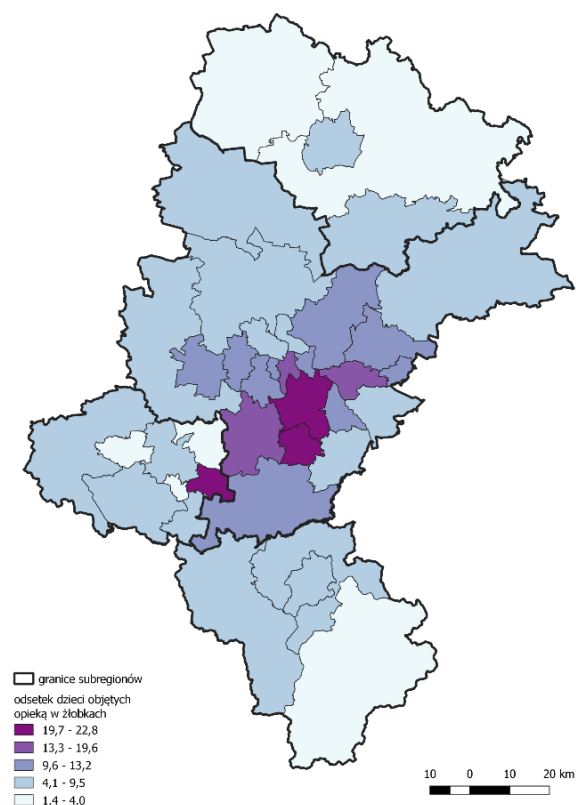 granice subregionów
odsetek dzieci objętych
opieką w żłobkach
19,7 - 22,8
13,3 - 19,6
9,6 - 13,2
4,1 - 9,5
1,4 - 4,0
10 0 10 20 km